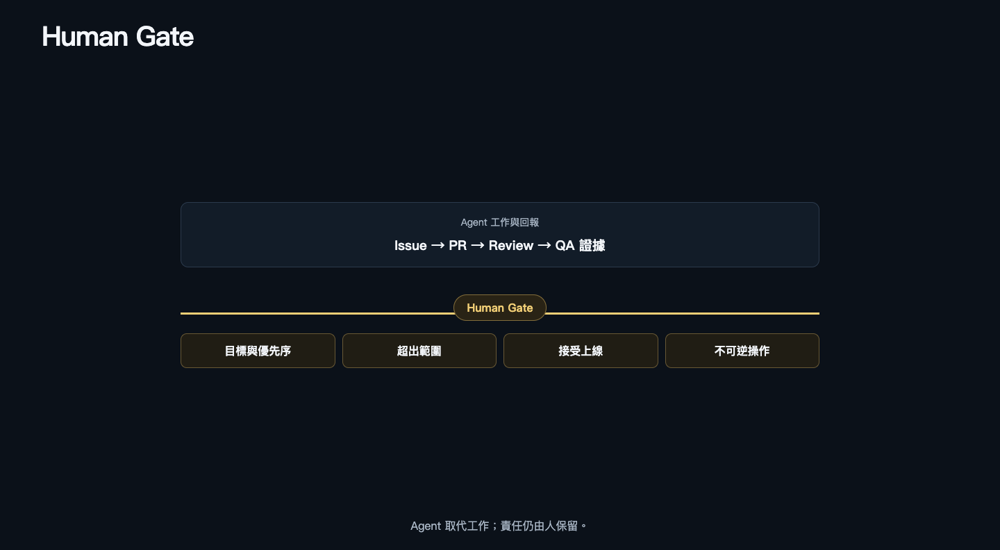 Human Gate
Agent 工作與回報
Issue → PR → Review → QA 證據
Human Gate
目標與優先序
超出範圍
接受上線
不可逆操作
Agent 取代工作；責任仍由人保留。